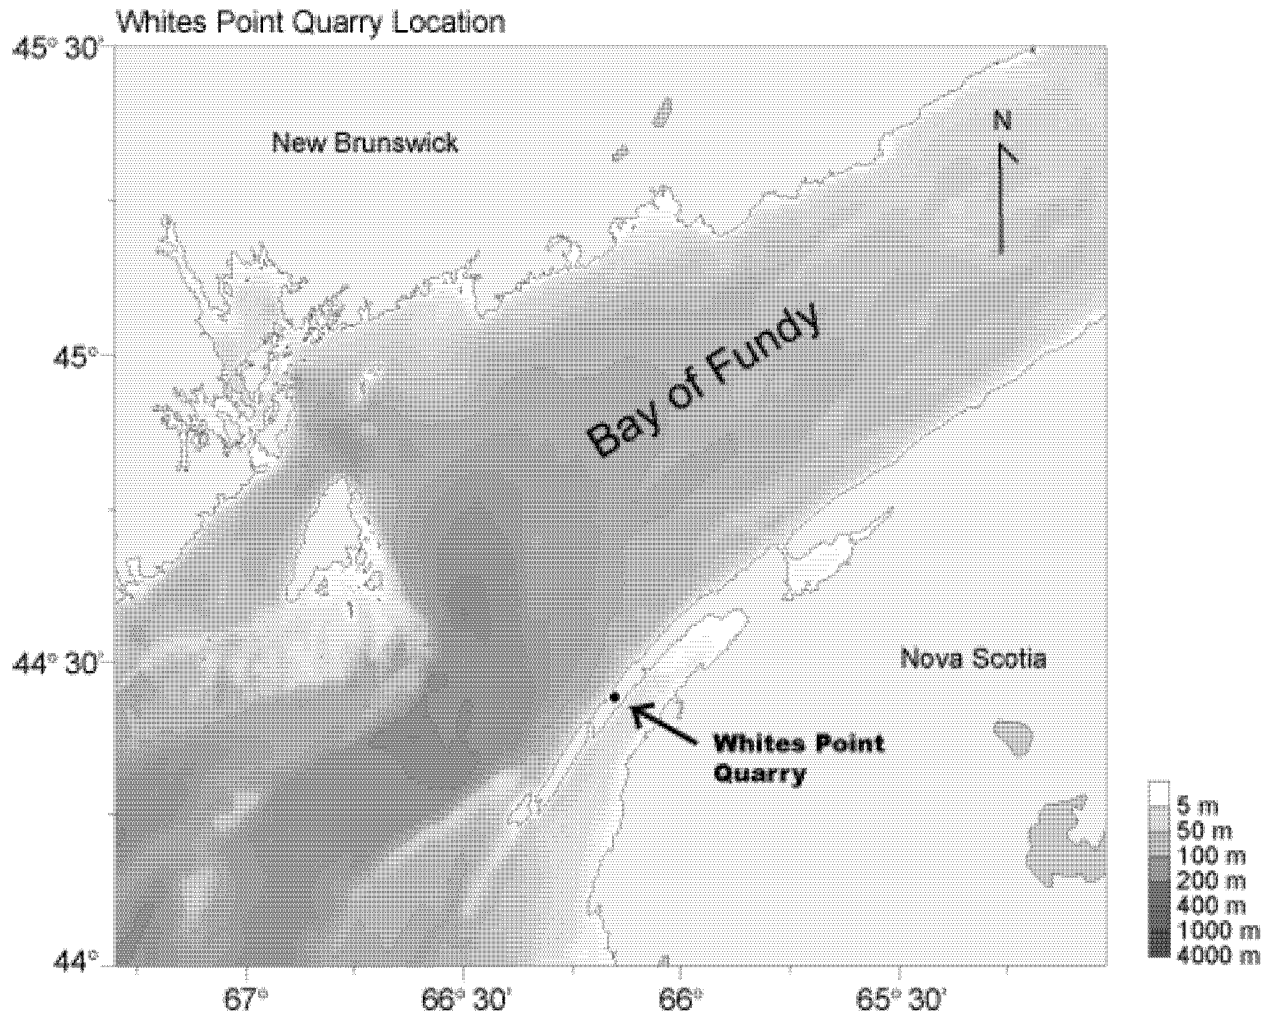 Whites Point Quarry Location
45° 30'
New Brunswick
N
45°
Bay of Fundy
44° 30'
Nova Scotia
Whites Point
Quarry
5 m
50 m
100 m
200 m
400 m
1000 m
4000 m
44°
67°
66° 30'
66°
65° 30'